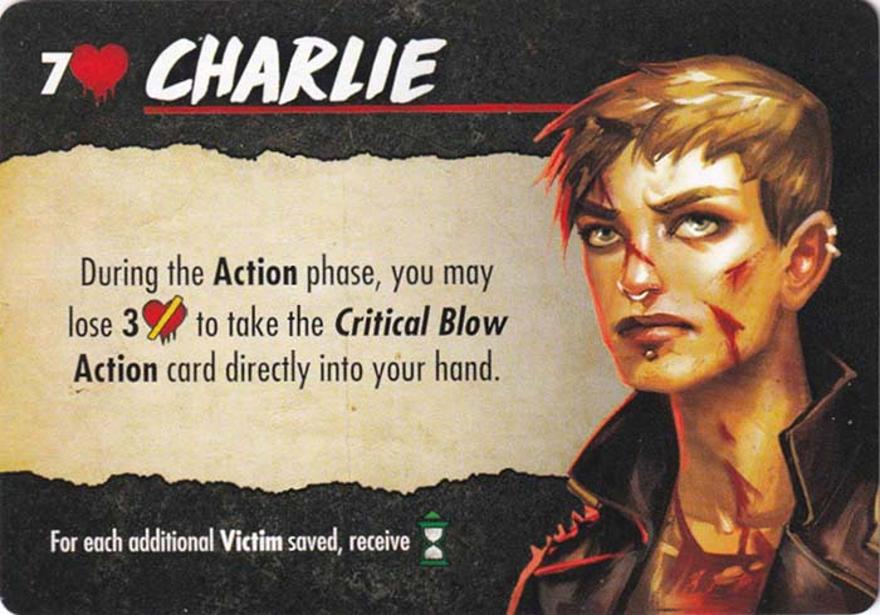 7 CHARLIE
During the Action phase, you may
lose 3 to take the Critical Blow
Action card directly into your hand.
For each additional Victim saved, receive